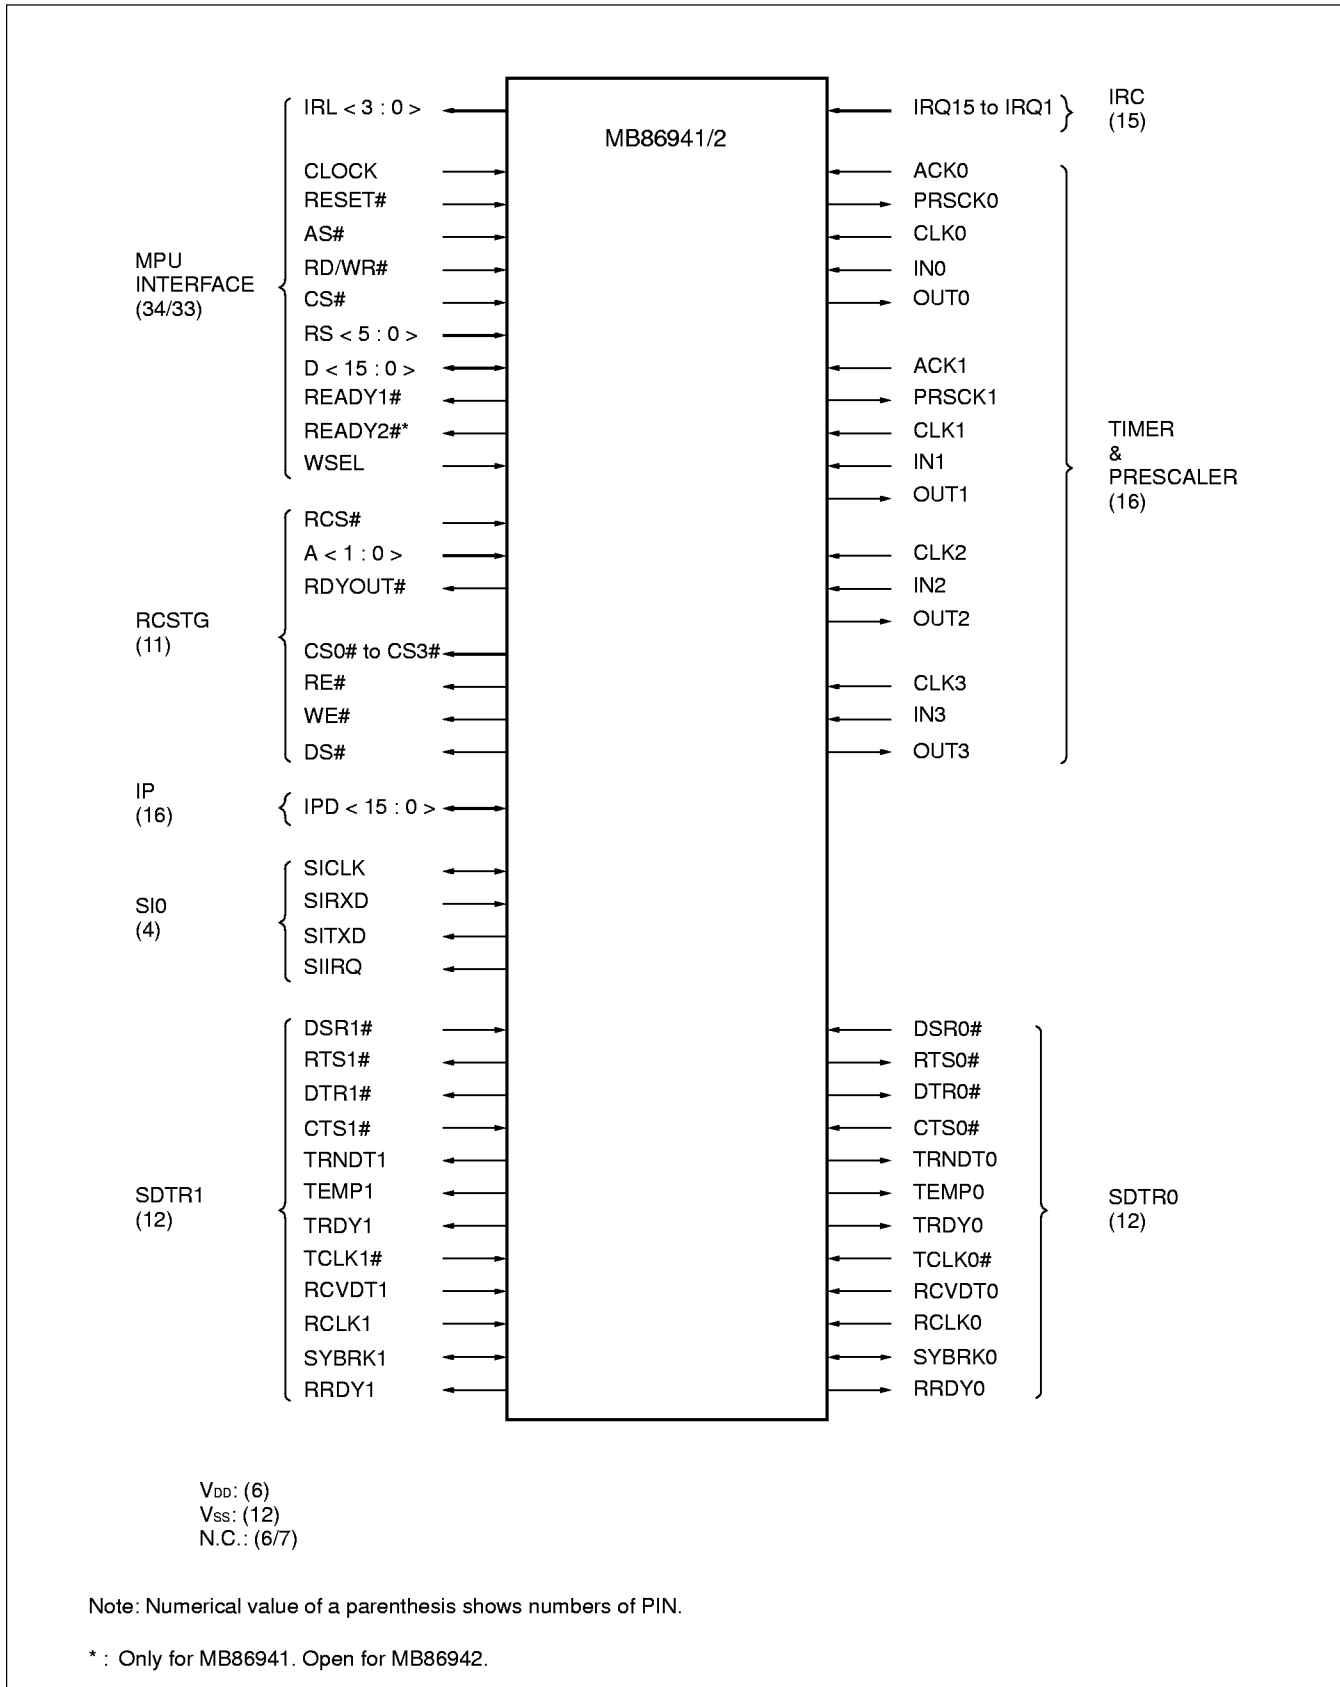 MB86941/2
MPU
INTERFACE
(34/33)
IRL < 3 : 0 >
CLOCK
RESET#
AS#
RD/WR#
CS#
RS < 5 : 0 >
D < 15 : 0 >
READY1#
READY2#*
WSEL
RCSTG
(11)
RCS#
A < 1 : 0 >
RDYOUT#
CS0# to CS3#
RE#
WE#
DS#
IP
(16)
IPD < 15 : 0 >
SI0
(4)
SICLK
SIRXD
SITXD
SIIRQ
SDTR1
(12)
DSR1#
RTS1#
DTR1#
CTS1#
TRNDT1
TEMP1
TRDY1
TCLK1#
RCVDT1
RCLK1
SYBRK1
RRDY1
IRQ15 to IRQ1
IRC
(15)
ACK0
PRSCK0
CLK0
IN0
OUT0
ACK1
PRSCK1
CLK1
IN1
OUT1
CLK2
IN2
OUT2
CLK3
IN3
OUT3
TIMER
&
PRESCALER
(16)
DSR0#
RTS0#
DTR0#
CTS0#
TRNDT0
TEMP0
TRDY0
TCLK0#
RCVDT0
RCLK0
SYBRK0
RRDY0
SDTR0
(12)
VDD: (6)
VSS: (12)
N.C.: (6/7)
Note: Numerical value of a parenthesis shows numbers of PIN.
* : Only for MB86941. Open for MB86942.